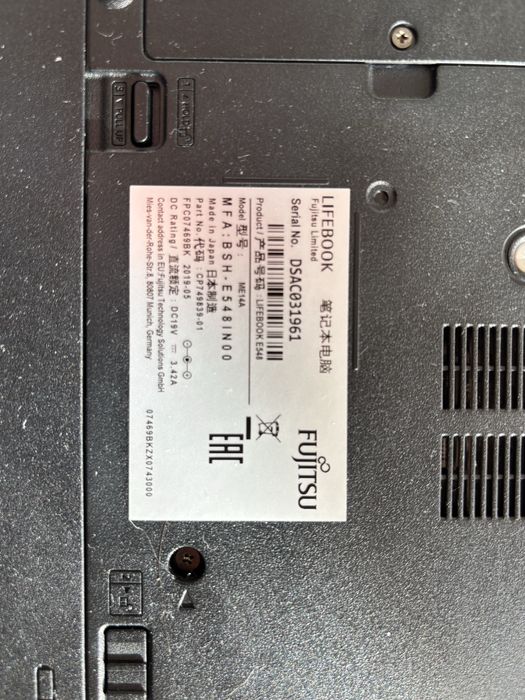 LIFEBOOK 笔记本电脑
Fujitsu Limited
FUJITSU
Serial No. DSAC031961
Product / 产品号码 : LIFEBOOK E548
Model 型号 : ME14A
MFA:BSH-E548IN00
EAC
Made in Japan 日本制造
Part No. 代码 : CP749839-01
FPC07469BK 2019-05
DC Rating / 直流额定 : DC19V ⎓ 3.42A
Contact address in EU Fujitsu Technology Solutions GmbH
Mies-van-der-Rohe-Str.8, 80807 Munich, Germany
07469BKZX0743000
PULL UP